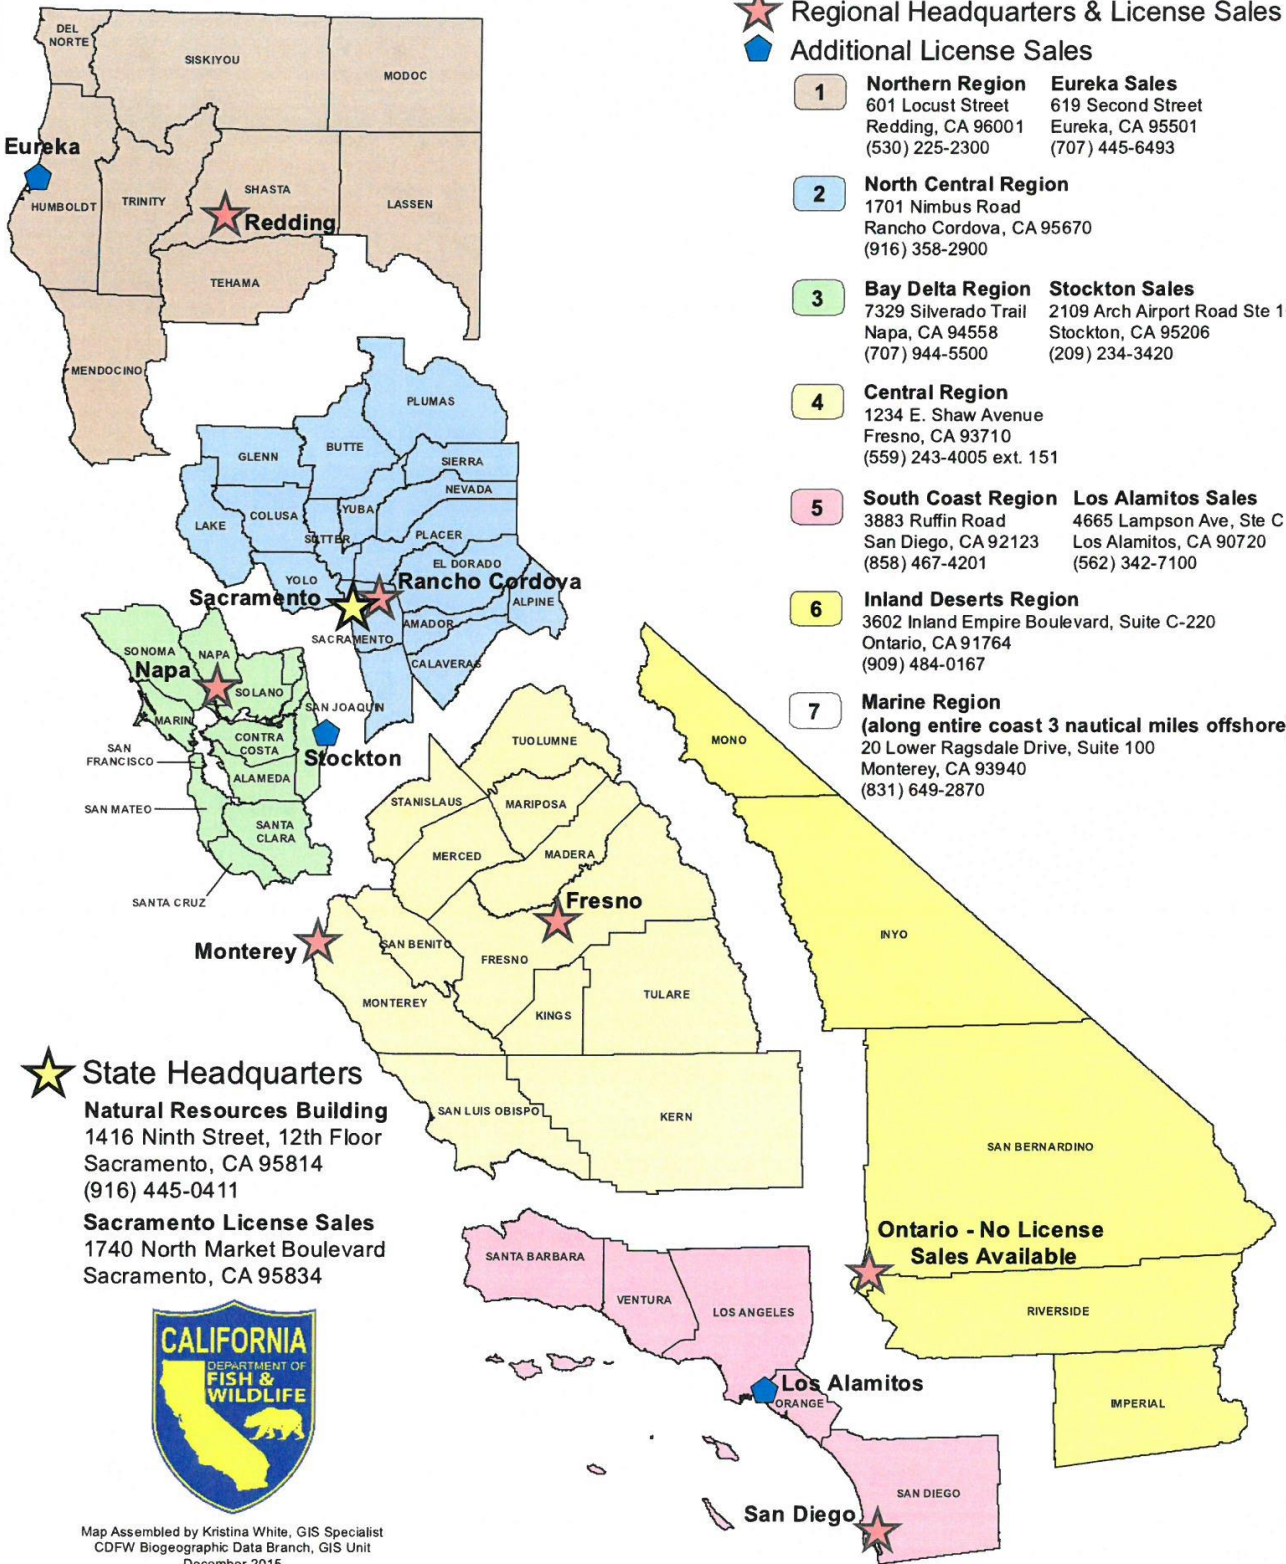 Regional Headquarters & License Sales
Additional License Sales
1
Northern Region
601 Locust Street
Redding, CA 96001
(530) 225-2300
Eureka Sales
619 Second Street
Eureka, CA 95501
(707) 445-6493
2
North Central Region
1701 Nimbus Road
Rancho Cordova, CA 95670
(916) 358-2900
3
Bay Delta Region
7329 Silverado Trail
Napa, CA 94558
(707) 944-5500
Stockton Sales
2109 Arch Airport Road Ste 1
Stockton, CA 95206
(209) 234-3420
4
Central Region
1234 E. Shaw Avenue
Fresno, CA 93710
(559) 243-4005 ext. 151
5
South Coast Region
3883 Ruffin Road
San Diego, CA 92123
(858) 467-4201
Los Alamitos Sales
4665 Lampson Ave, Ste C
Los Alamitos, CA 90720
(562) 342-7100
6
Inland Deserts Region
3602 Inland Empire Boulevard, Suite C-220
Ontario, CA 91764
(909) 484-0167
7
Marine Region
(along entire coast 3 nautical miles offshore
20 Lower Ragsdale Drive, Suite 100
Monterey, CA 93940
(831) 649-2870
DEL
NORTE
SISKIYOU
MODOC
Eureka
HUMBOLDT
TRINITY
SHASTA
Redding
LASSEN
TEHAMA
MENDOCINO
PLUMAS
BUTTE
GLENN
SIERRA
NEVADA
YUBA
COLUSA
LAKE
SUTTER
PLACER
EL DORADO
YOLO
Rancho Cordova
Sacramento
ALPINE
AMADOR
SACRAMENTO
CALAVERAS
SONOMA
NAPA
Napa
SOLANO
SAN JOAQUIN
MARIN
CONTRA
COSTA
SAN
FRANCISCO
Stockton
ALAMEDA
SAN MATEO
SANTA
CLARA
SANTA CRUZ
TUOLUMNE
STANISLAUS
MARIPOSA
MERCED
MADERA
Fresno
Monterey
SAN BENITO
FRESNO
MONTEREY
TULARE
KINGS
SAN LUIS OBISPO
KERN
MONO
INYO
SAN BERNARDINO
Ontario - No License
Sales Available
RIVERSIDE
IMPERIAL
SANTA BARBARA
VENTURA
LOS ANGELES
Los Alamitos
ORANGE
SAN DIEGO
San Diego
State Headquarters
Natural Resources Building
1416 Ninth Street, 12th Floor
Sacramento, CA 95814
(916) 445-0411
Sacramento License Sales
1740 North Market Boulevard
Sacramento, CA 95834
CALIFORNIA
DEPARTMENT OF
FISH &
WILDLIFE
Map Assembled by Kristina White, GIS Specialist
CDFW Biogeographic Data Branch, GIS Unit
December 2015